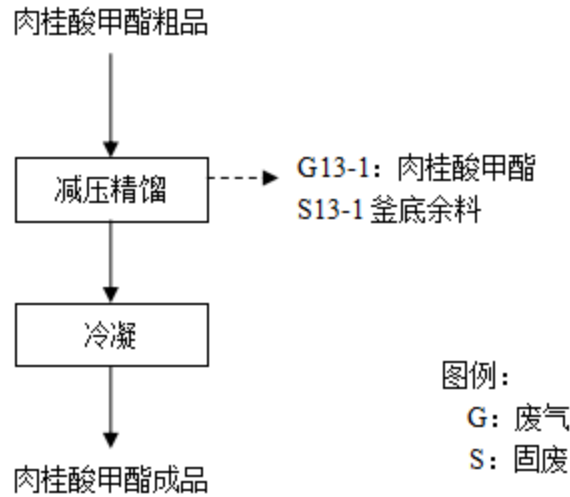 肉桂酸甲酯粗品
减压精馏
G13-1：肉桂酸甲酯
S13-1 釜底余料
冷凝
图例：
G：废气
S：固废
肉桂酸甲酯成品